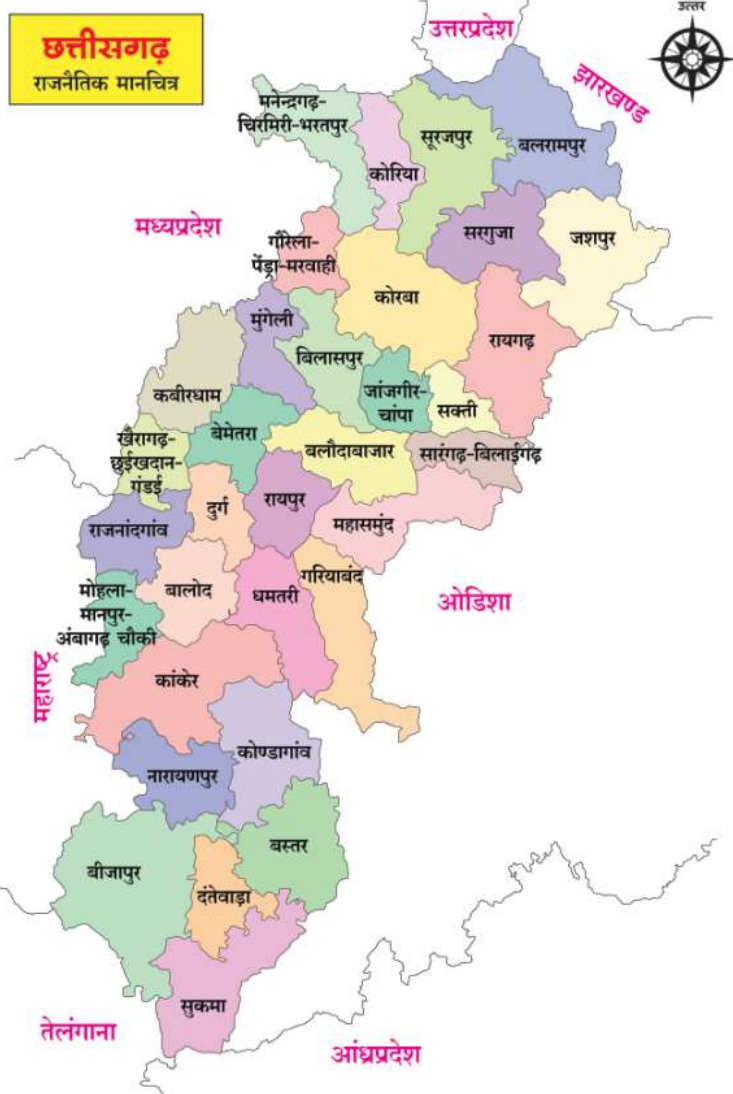 उत्तर
उत्तरप्रदेश
छत्तीसगढ़
राजनैतिक मानचित्र
झारखण्ड
मनेन्द्रगढ़-
चिरमिरी-भरतपुर
सूरजपुर
बलरामपुर
कोरिया
मध्यप्रदेश
सरगुजा
जशपुर
गौरेला-
पेंड्रा-मरवाही
कोरबा
मुंगेली
रायगढ़
बिलासपुर
कबीरधाम
जांजगीर-
चांपा
सक्ती
खैरागढ़-
छुईखदान-
गंडई
बेमेतरा
बलौदाबाजार
सारंगढ़-बिलाईगढ़
दुर्ग
रायपुर
राजनांदगांव
महासमुंद
मोहला-
मानपुर-
अंबागढ़ चौकी
बालोद
धमतरी
गरियाबंद
ओडिशा
महाराष्ट्र
कांकेर
कोण्डागांव
नारायणपुर
बस्तर
बीजापुर
दंतेवाड़ा
सुकमा
तेलंगाना
आंध्रप्रदेश